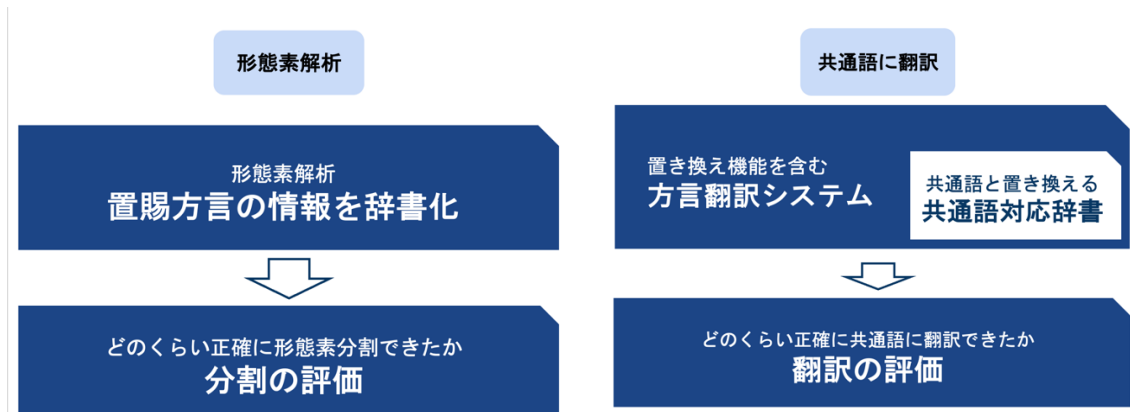 形態素解析
形態素解析
置賜方言の情報を辞書化
どのくらい正確に形態素分割できたか
分割の評価
共通語に翻訳
置き換え機能を含む
方言翻訳システム
共通語と置き換える
共通語対応辞書
どのくらい正確に共通語に翻訳できたか
翻訳の評価